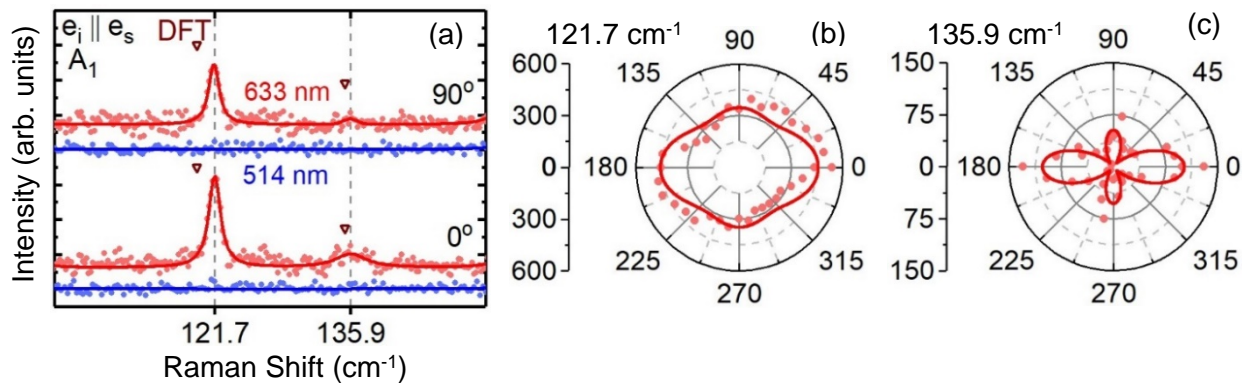 e_i || e_s
DFT
(a)
A_1
633 nm
90°
514 nm
0°
Intensity (arb. units)
121.7
135.9
Raman Shift (cm⁻¹)
121.7 cm⁻¹
(b)
600
300
0
300
600
90
135
45
180
0
225
315
270
135.9 cm⁻¹
(c)
150
75
0
75
150
90
135
45
180
0
225
315
270